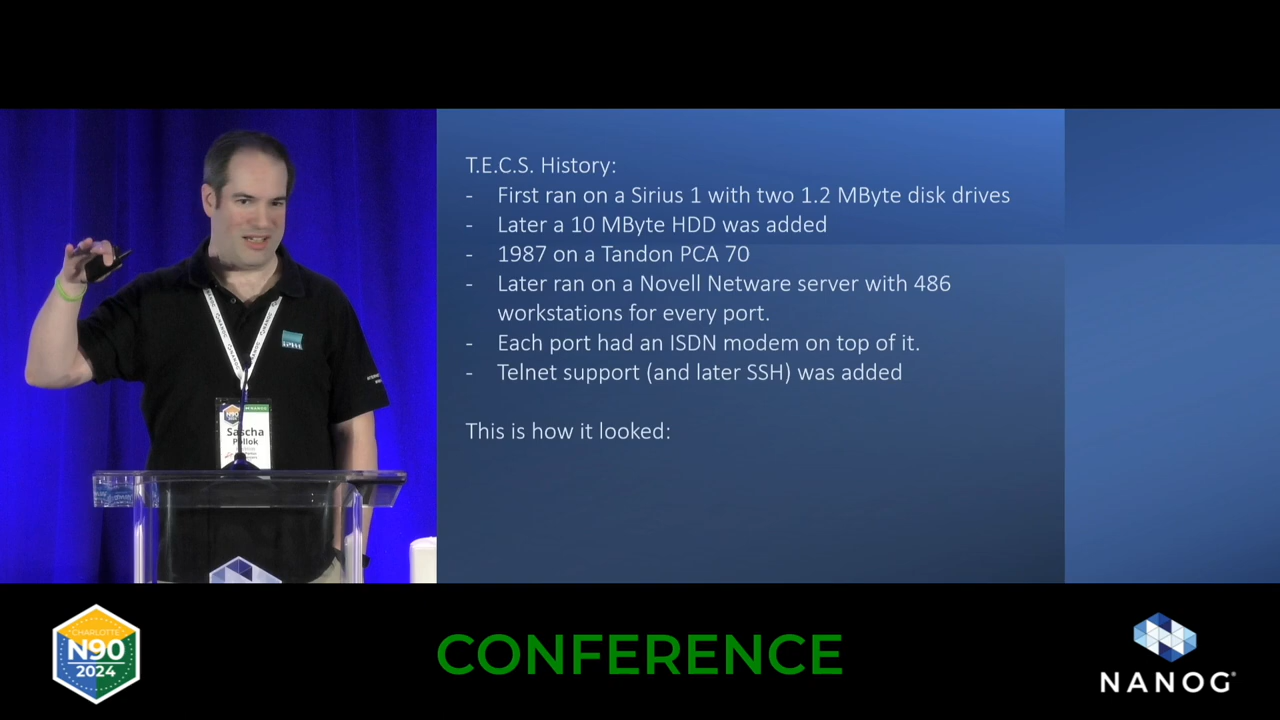 T.E.C.S. History:
- First ran on a Sirius 1 with two 1.2 MByte disk drives
- Later a 10 MByte HDD was added
- 1987 on a Tandon PCA 70
- Later ran on a Novell Netware server with 486
workstations for every port.
- Each port had an ISDN modem on top of it.
- Telnet support (and later SSH) was added
This is how it looked:
Sascha
Pollok
CHARLOTTE
N90
2024
CONFERENCE
NANOG